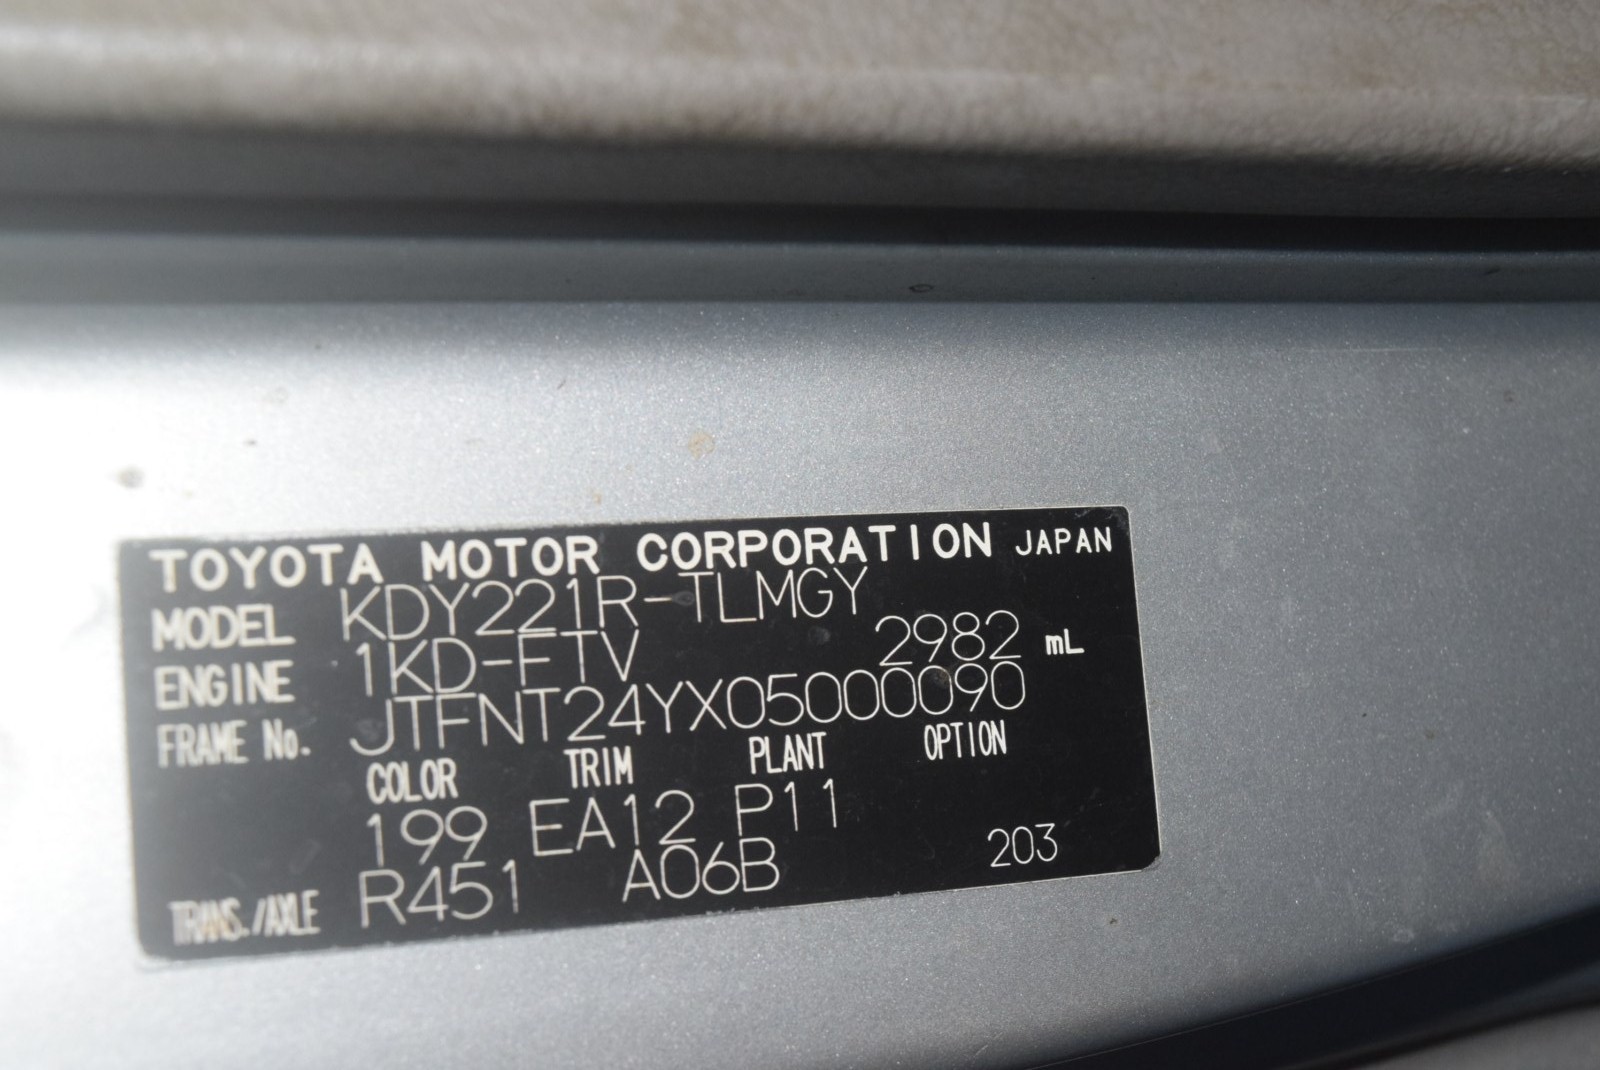 TOYOTA MOTOR CORPORATION JAPAN
MODEL KDY221R-TLMGY
ENGINE 1KD-FTV 2982 mL
FRAME No. JTFNT24YX05000090
COLOR TRIM PLANT OPTION
199 EA12 P11
TRANS./AXLE R451 A06B 203